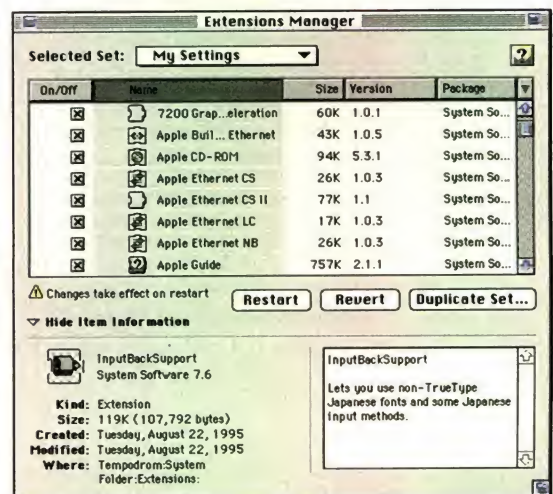 Extensions Manager
Selected Set: My Settings
On/Off Name Size Version Package
7200 Grap...eleration 60K 1.0.1 System So...
Apple Buil... Ethernet 43K 1.0.5 System So...
Apple CD-ROM 94K 5.3.1 System So...
Apple Ethernet CS 26K 1.0.3 System So...
Apple Ethernet CS II 77K 1.1 System So...
Apple Ethernet LC 17K 1.0.3 System So...
Apple Ethernet NB 26K 1.0.3 System So...
Apple Guide 757K 2.1.1 System So...
Changes take effect on restart
Restart Revert Duplicate Set...
Hide Item Information
InputBackSupport
System Software 7.6
Kind: Extension
Size: 119K (107,792 bytes)
Created: Tuesday, August 22, 1995
Modified: Tuesday, August 22, 1995
Where: Tempodrom:System
Folder:Extensions:
InputBackSupport
Lets you use non-TrueType
Japanese fonts and some Japanese
input methods.